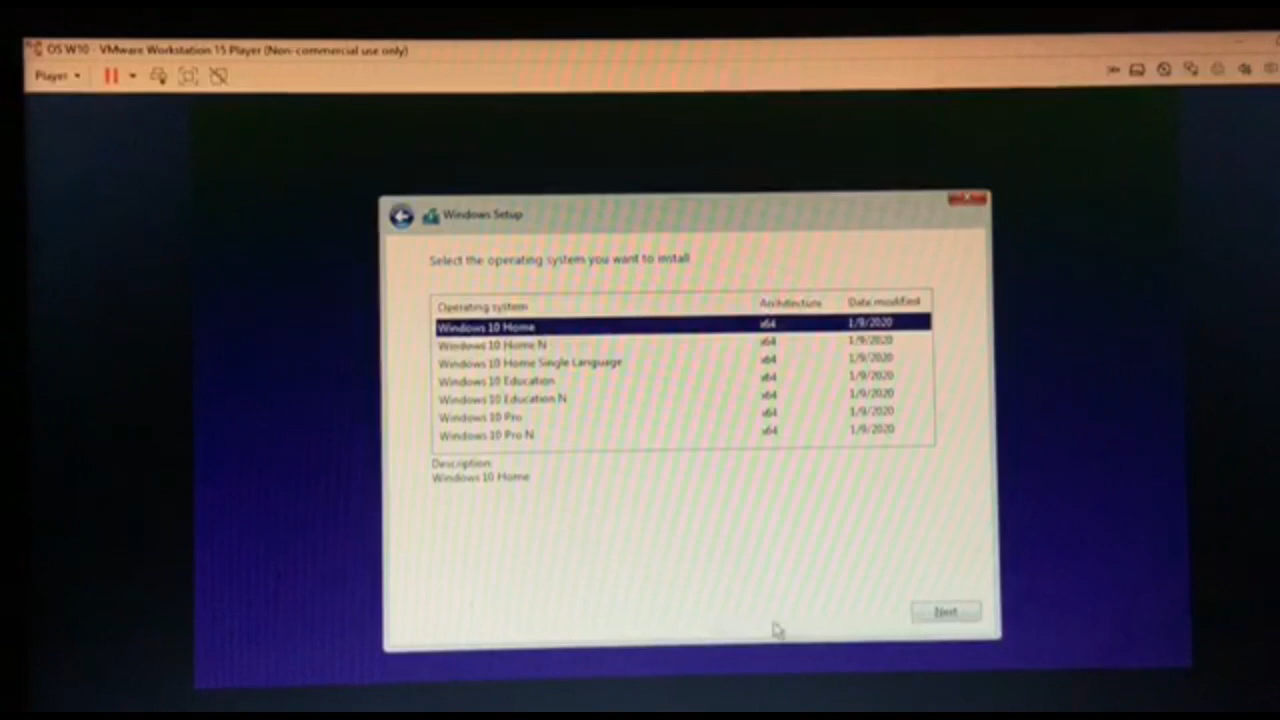 OS W10 - VMware Workstation 15 Player (Non-commercial use only)
Player
Windows Setup
Select the operating system you want to install
Operating system Architecture Date modified
Windows 10 Home x64 1/9/2020
Windows 10 Home N x64 1/9/2020
Windows 10 Home Single Language x64 1/9/2020
Windows 10 Education x64 1/9/2020
Windows 10 Education N x64 1/9/2020
Windows 10 Pro x64 1/9/2020
Windows 10 Pro N x64 1/9/2020
Description:
Windows 10 Home
Next